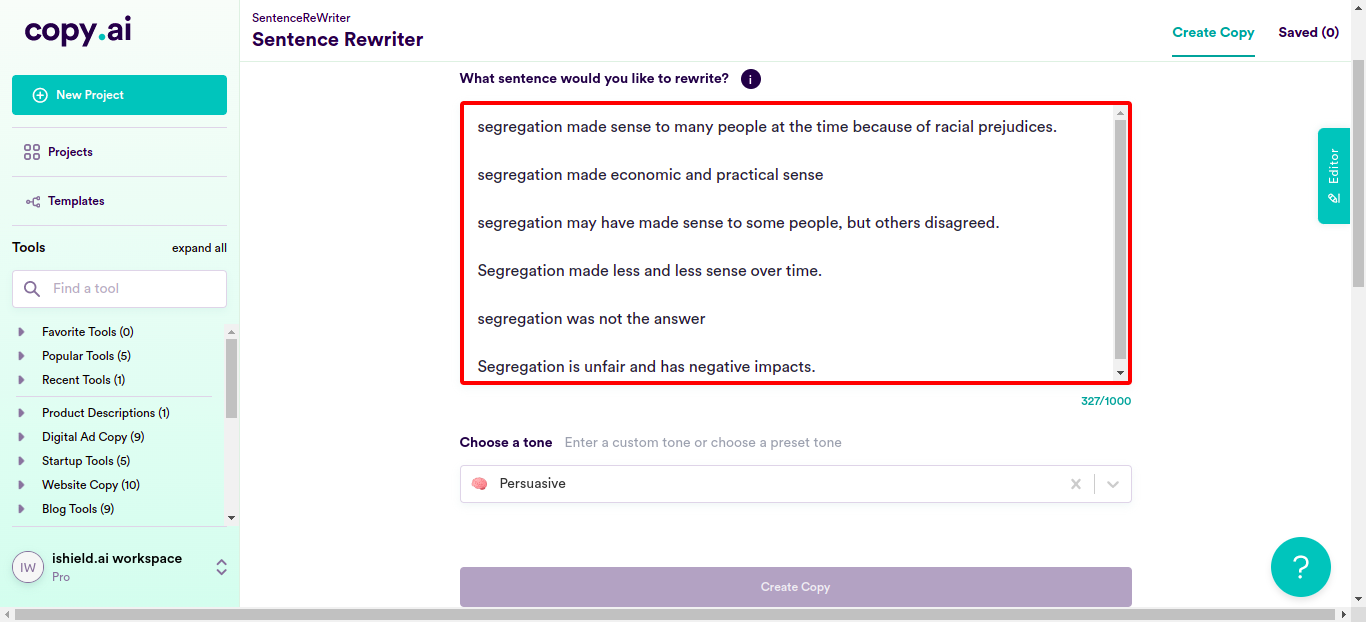 copy.ai
New Project
Projects
Templates
Tools
expand all
Find a tool
Favorite Tools (0)
Popular Tools (5)
Recent Tools (1)
Product Descriptions (1)
Digital Ad Copy (9)
Startup Tools (5)
Website Copy (10)
Blog Tools (9)
IW
ishield.ai workspace
Pro
SentenceReWriter
Sentence Rewriter
Create Copy
Saved (0)
What sentence would you like to rewrite?
i
segregation made sense to many people at the time because of racial prejudices.
segregation made economic and practical sense
segregation may have made sense to some people, but others disagreed.
Segregation made less and less sense over time.
segregation was not the answer
Segregation is unfair and has negative impacts.
327/1000
Choose a tone
Enter a custom tone or choose a preset tone
Persuasive
Create Copy
Editor
?